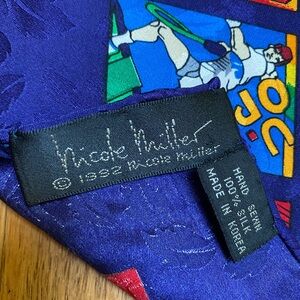 nicole miller
© 1992 nicole miller
HAND SEWN
100% SILK
MADE IN KOREA